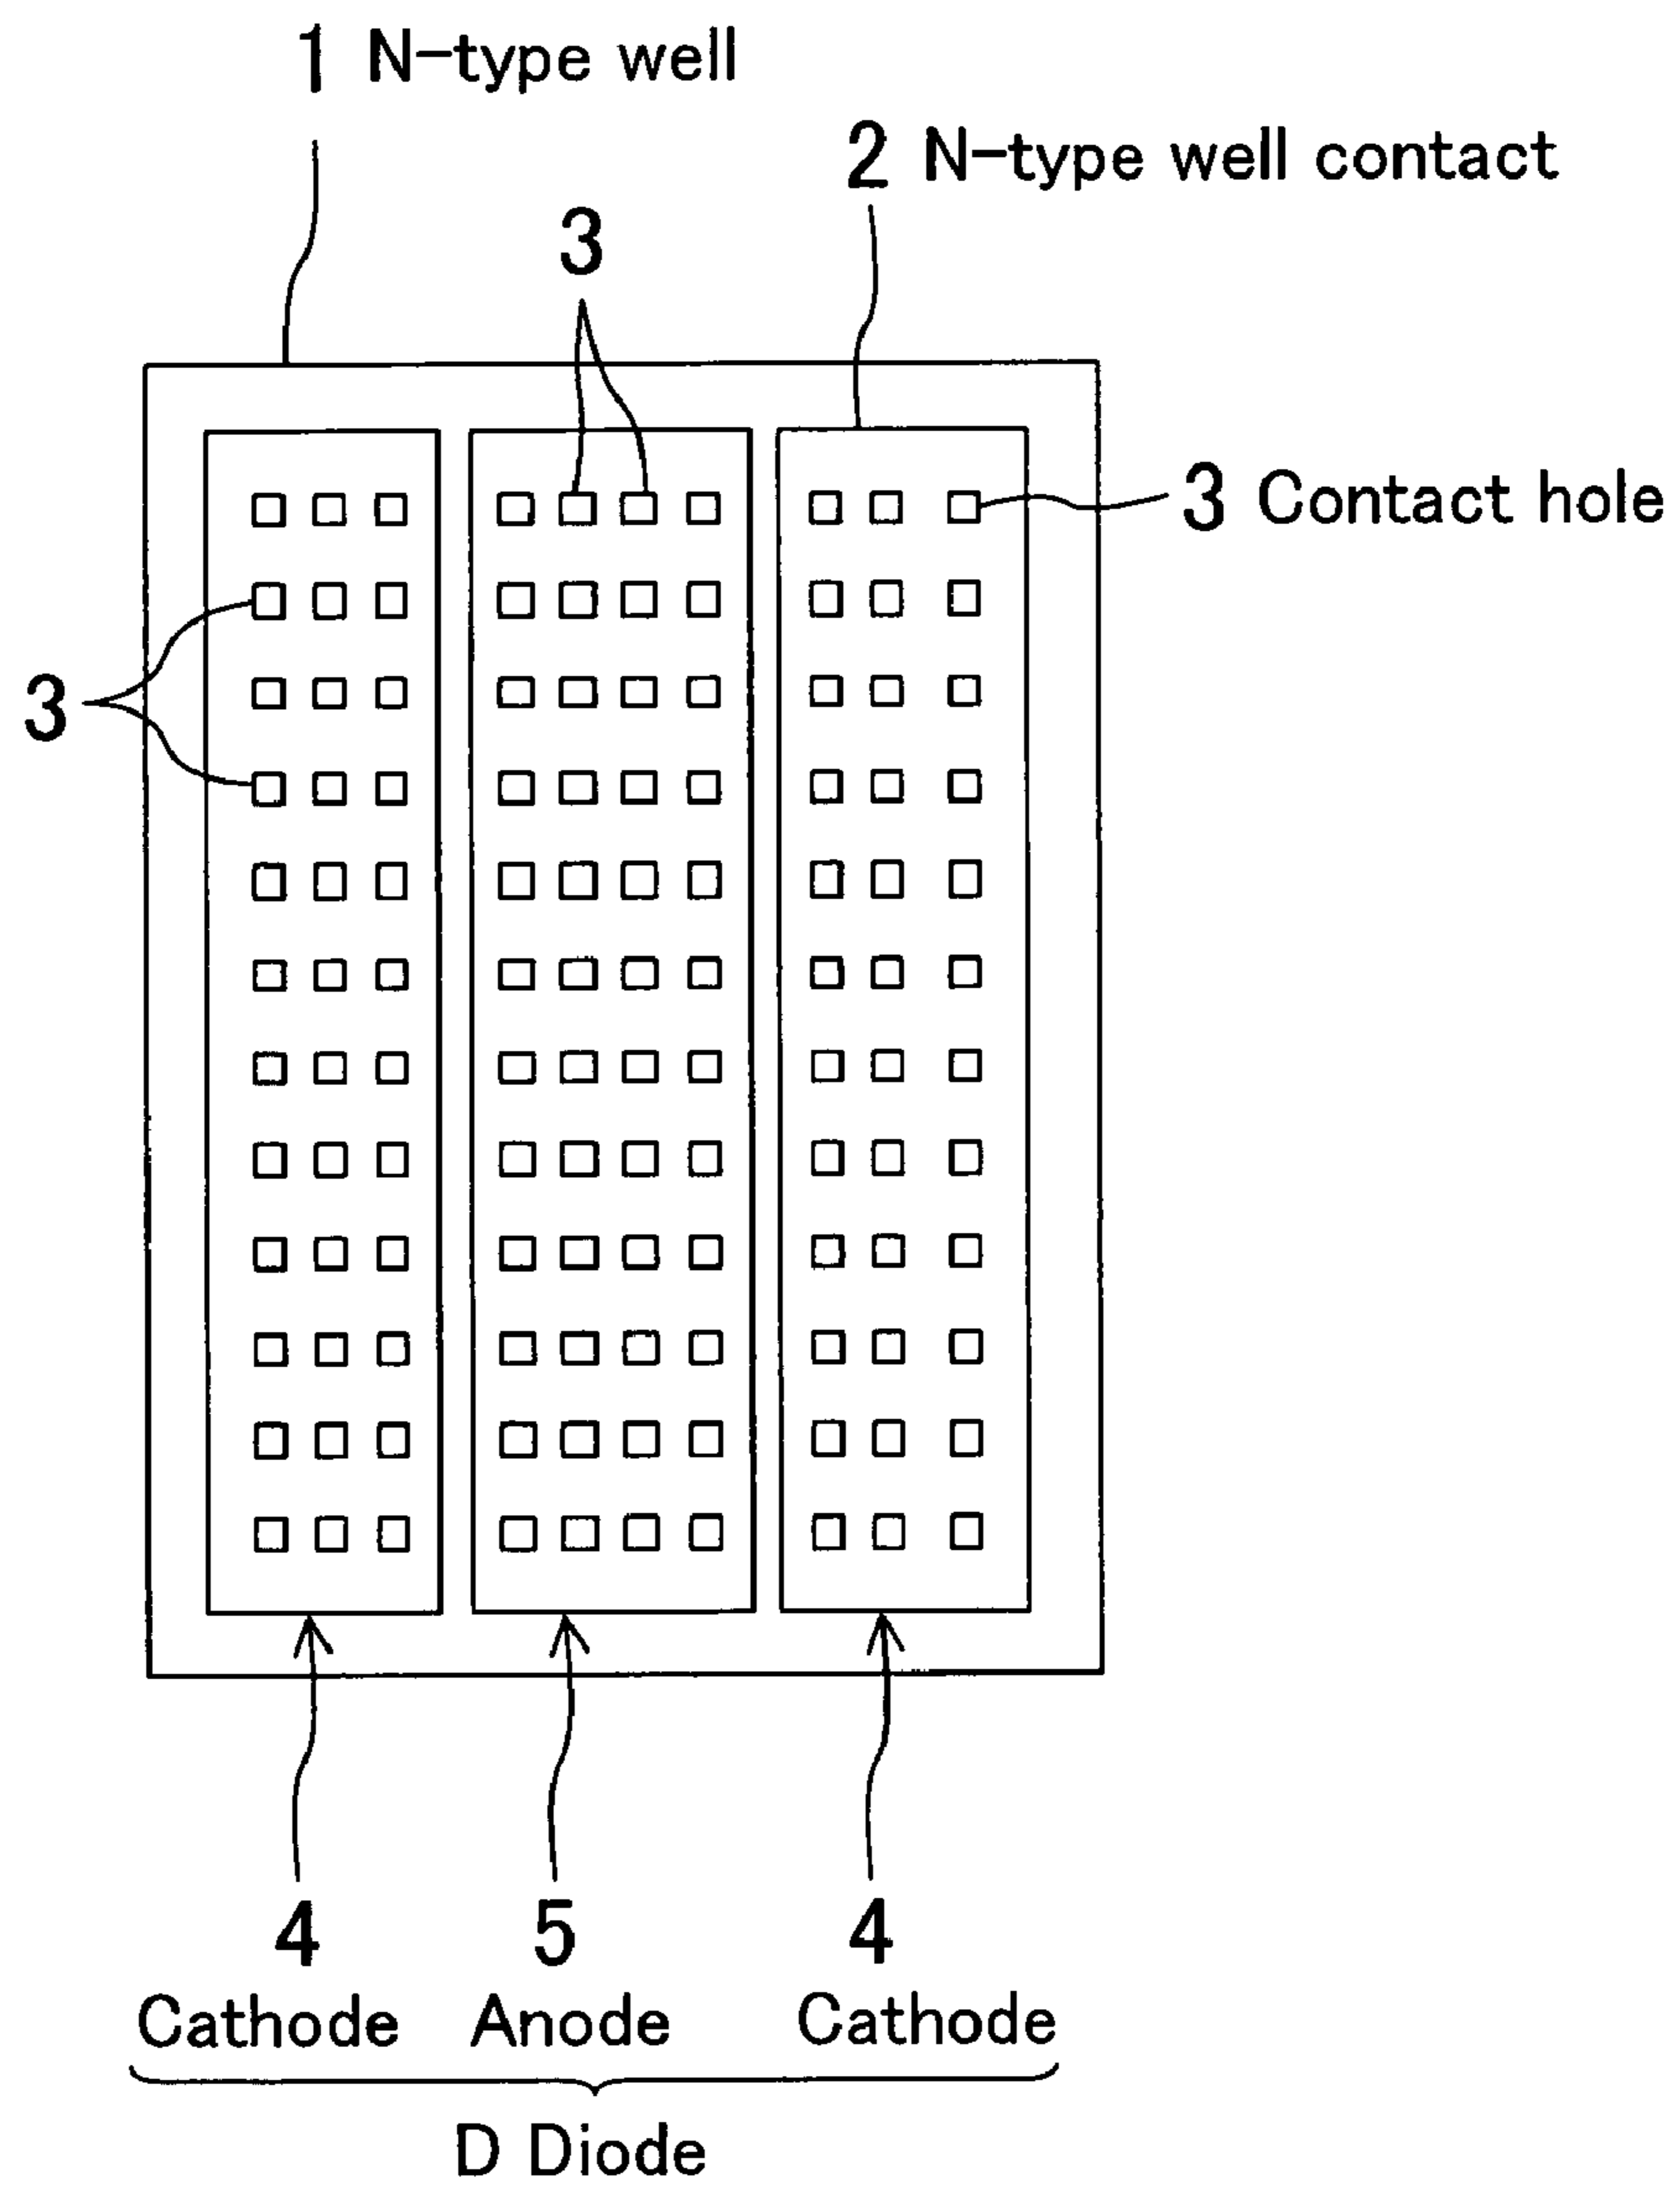 1 N-type well
2 N-type well contact
3
3 Contact hole
3
4 5 4
Cathode Anode Cathode
D Diode